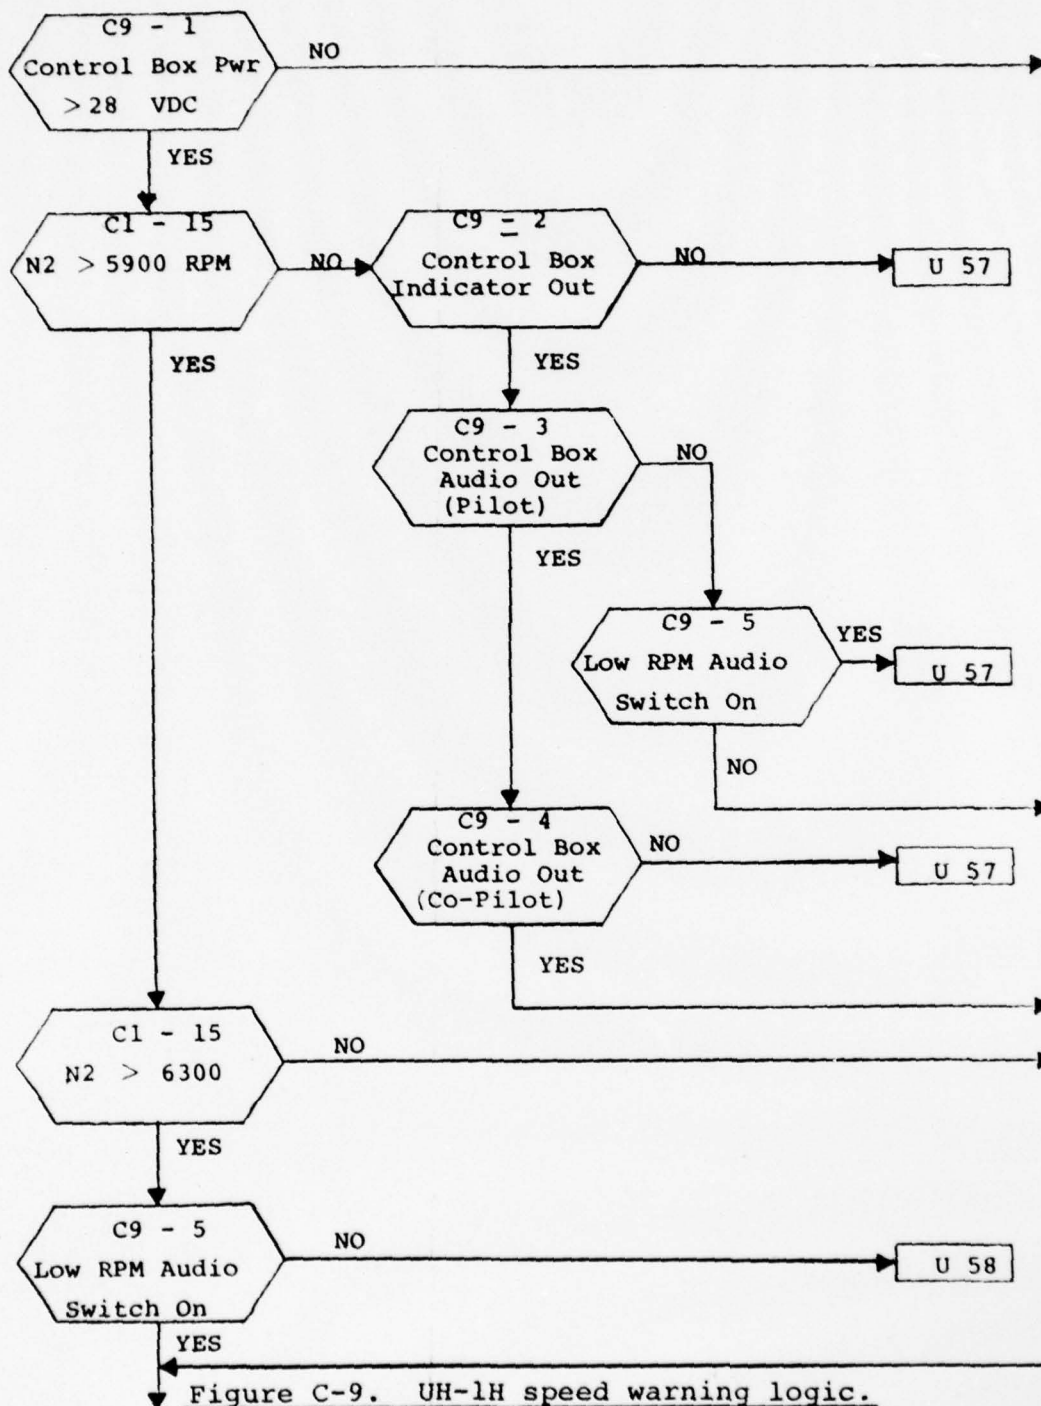 C9 - 1
Control Box Pwr
> 28 VDC
NO
YES
C1 - 15
N2 > 5900 RPM
NO
C9 - 2
Control Box
Indicator Out
NO
U 57
YES
YES
C9 - 3
Control Box
Audio Out
(Pilot)
NO
YES
C9 - 5
Low RPM Audio
Switch On
YES
U 57
NO
C9 - 4
Control Box
Audio Out
(Co-Pilot)
NO
U 57
YES
C1 - 15
N2 > 6300
NO
YES
C9 - 5
Low RPM Audio
Switch On
NO
U 58
YES
Figure C-9. UH-1H speed warning logic.